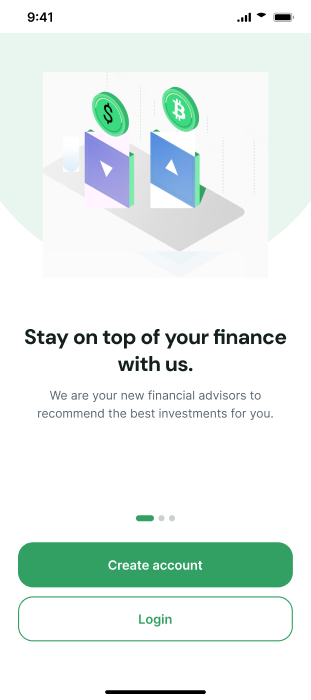 9:41
$
₿
Stay on top of your finance
with us.
We are your new financial advisors to
recommend the best investments for you.
Create account
Login